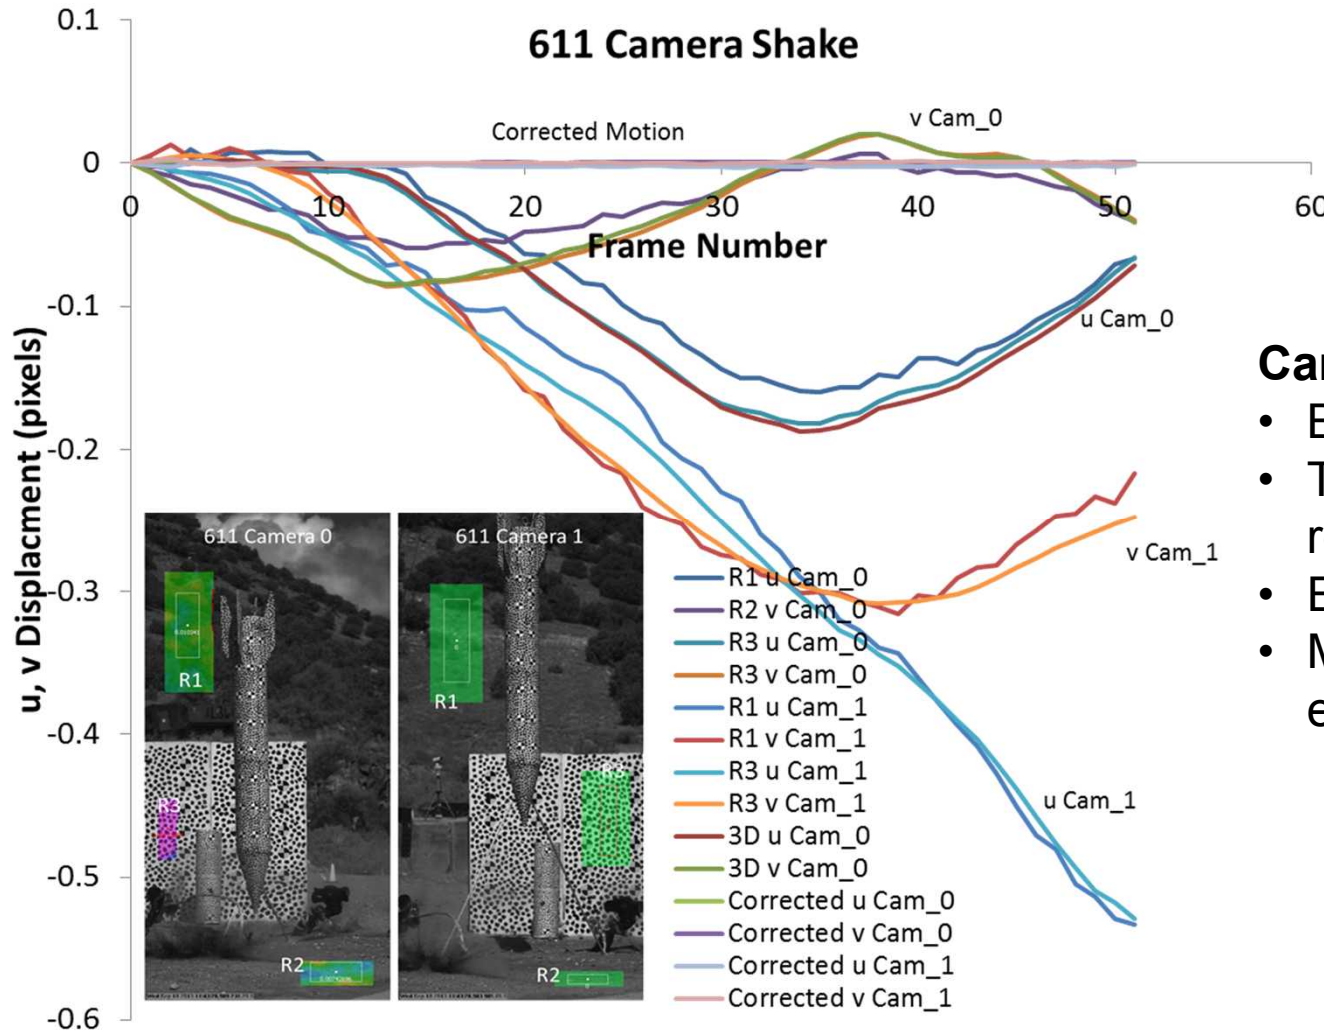 611 Camera Shake
0.1
0
-0.1
-0.2
-0.3
-0.4
-0.5
-0.6
u, v Displacment (pixels)
0
10
20
30
40
50
60
Frame Number
Corrected Motion
v Cam_0
u Cam_0
v Cam_1
u Cam_1
R1 u Cam_0
R2 v Cam_0
R3 u Cam_0
R3 v Cam_0
R1 u Cam_1
R1 v Cam_1
R3 u Cam_1
R3 v Cam_1
3D u Cam_0
3D v Cam_0
Corrected u Cam_0
Corrected v Cam_0
Corrected u Cam_1
Corrected v Cam_1
611 Camera 0
R1
R3
R2
611 Camera 1
R1
R3
R2
0
0